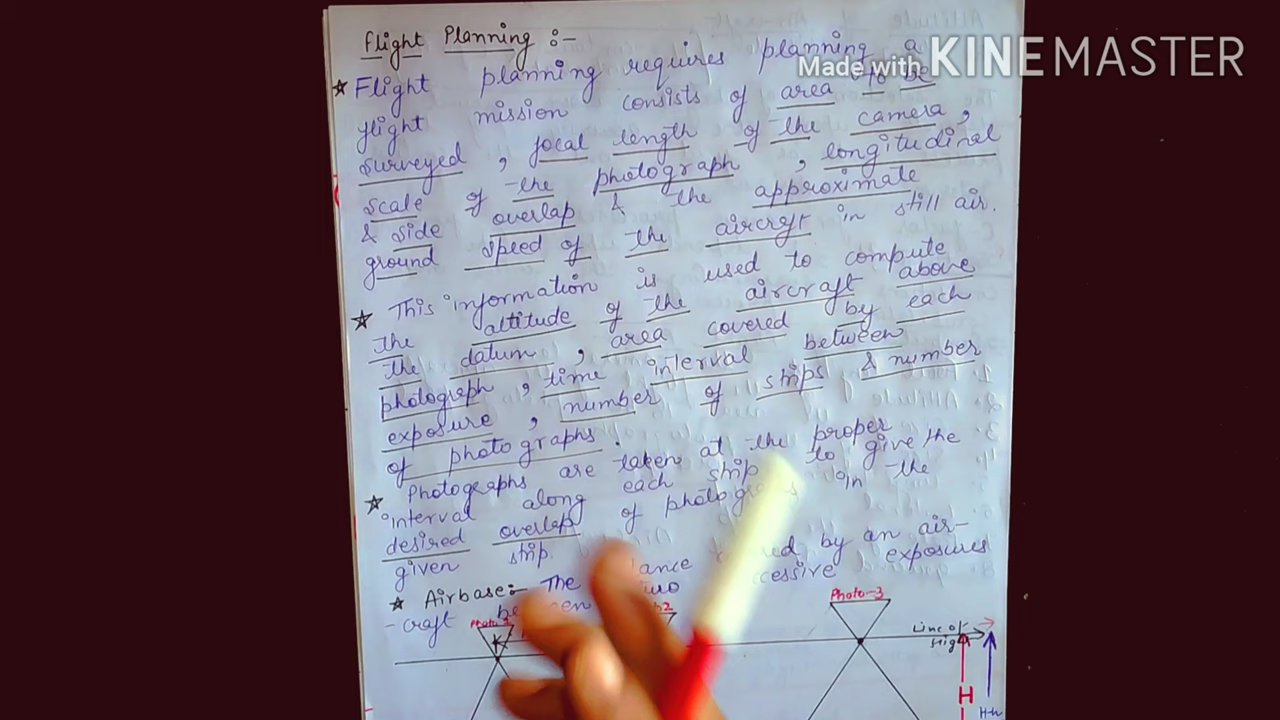 Flight Planning :-
Made with KINEMASTER
☆ Flight planning requires planning a
flight mission consists of area to be
surveyed, focal length of the camera,
scale of the photograph, longitudinal
& side overlap & the approximate
ground speed of the aircraft in still air.
☆ This information is used to compute
the altitude of the aircraft above
the datum, area covered by each
photograph, time interval between
exposure, number of strips & number
of photographs.
☆ Photographs are taken at the proper
interval along each strip to give the
desired overlap of photog in the
given strip.
★ Airbase:- The by an air-
-craft exposures
Photo-3
Line of
H
H-h